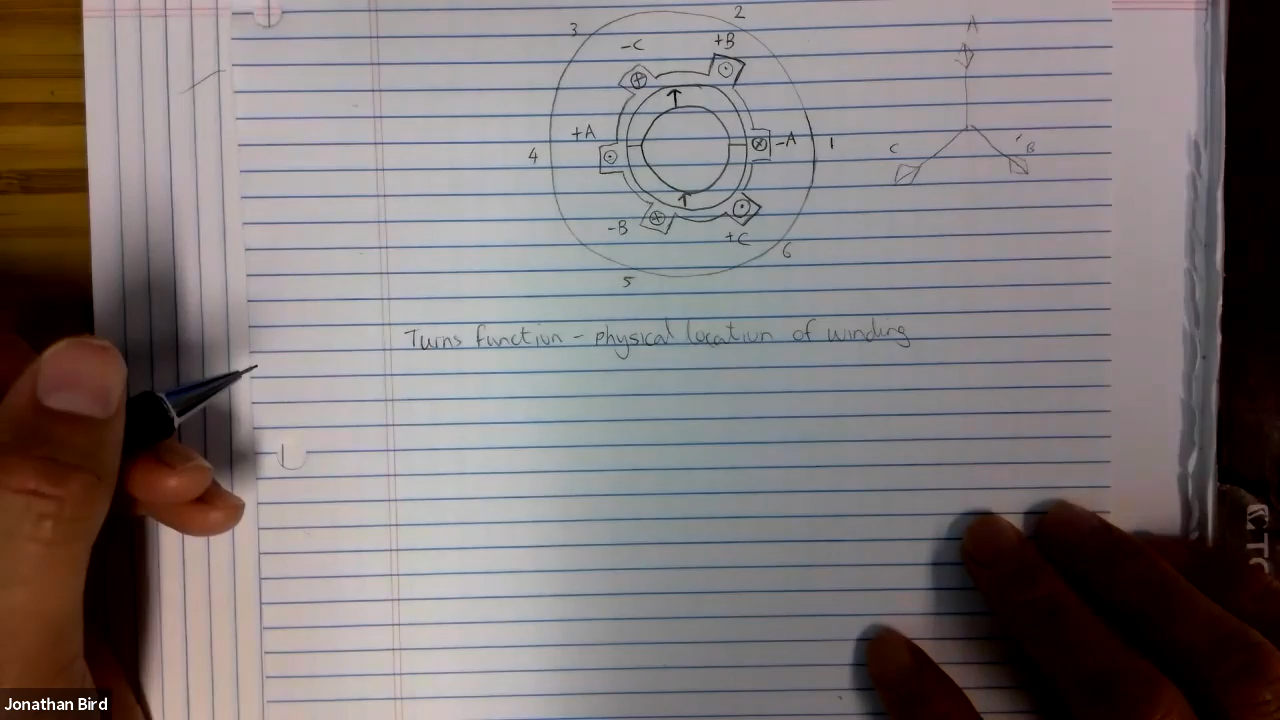 2
3
-C
+B
A
+A
-A
1
4
C
B
-B
+C
6
5
Turns function - physical location of winding
Jonathan Bird